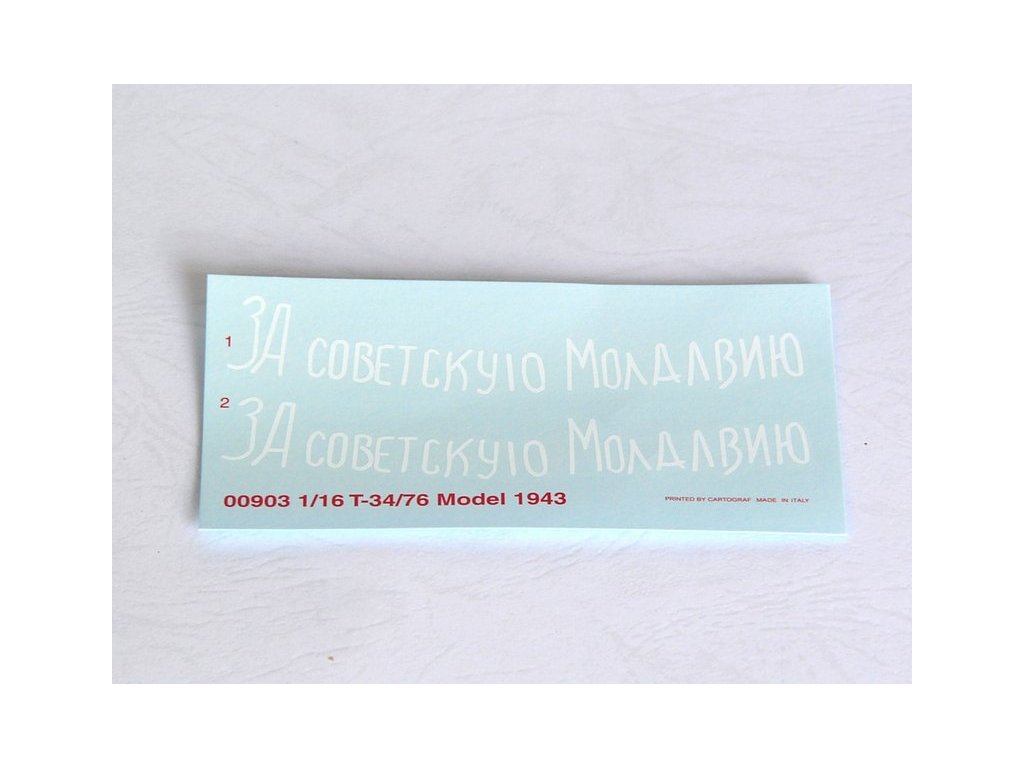 1 ЗА СОВЕТСКУЮ МОЛДАВИЮ
2 ЗА СОВЕТСКУЮ МОЛДАВИЮ
00903 1/16 T-34/76 Model 1943
PRINTED BY CARTOGRAF MADE IN ITALY